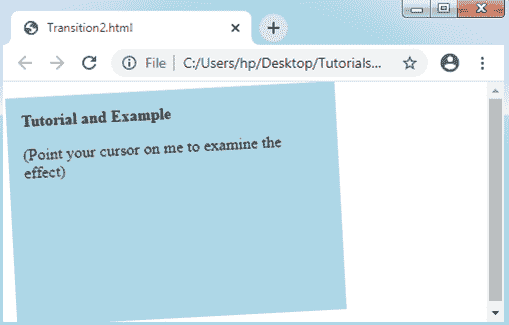 Transition2.html
File
C:/Users/hp/Desktop/Tutorials...
Tutorial and Example
(Point your cursor on me to examine the
effect)